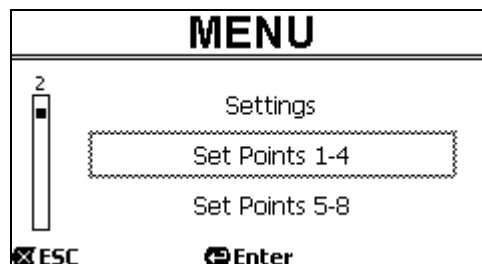 MENU
2
Settings
Set Points 1-4
Set Points 5-8
ESC Enter